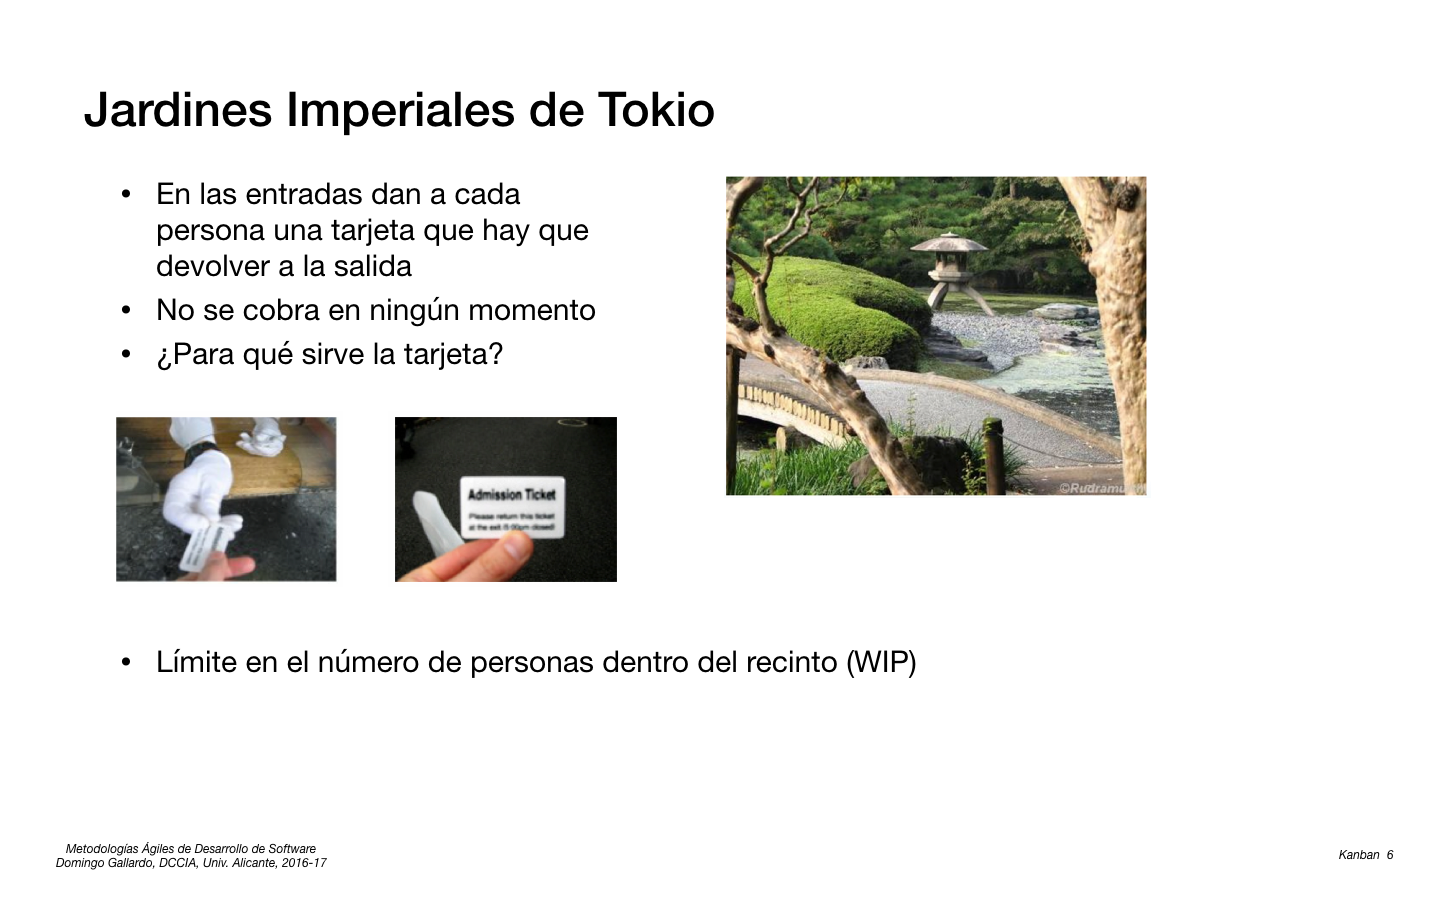 Jardines Imperiales de Tokio
• En las entradas dan a cada
persona una tarjeta que hay que
devolver a la salida
• No se cobra en ningún momento
• ¿Para qué sirve la tarjeta?
Admission Ticket
Please return this ticket
at the exit (5:00pm closed)
• Límite en el número de personas dentro del recinto (WIP)
Metodologías Ágiles de Desarrollo de Software
Domingo Gallardo, DCCIA, Univ. Alicante, 2016-17
Kanban 6